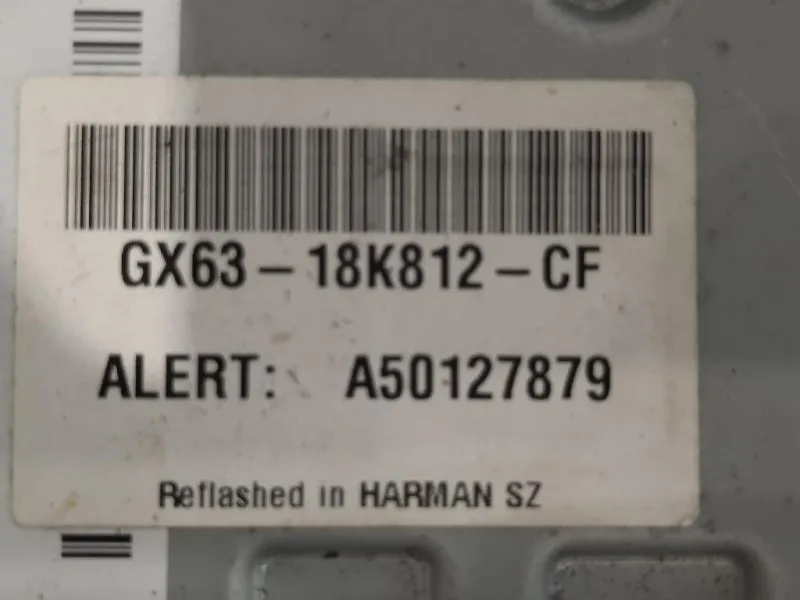 GX63-18K812-CF
ALERT: A50127879
Reflashed in HARMAN SZ